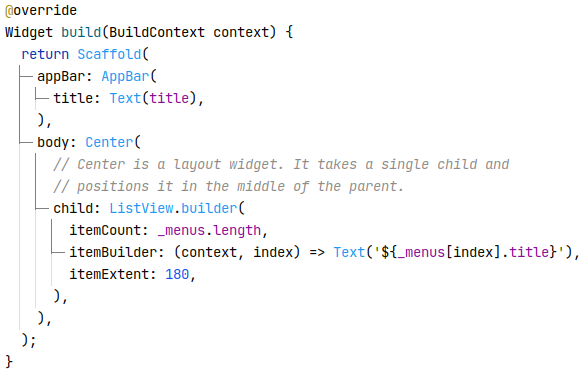 @override
Widget build(BuildContext context) {
  return Scaffold(
    appBar: AppBar(
      title: Text(title),
    ),
    body: Center(
      // Center is a layout widget. It takes a single child and
      // positions it in the middle of the parent.
      child: ListView.builder(
        itemCount: _menus.length,
        itemBuilder: (context, index) => Text('${_menus[index].title}'),
        itemExtent: 180,
      ),
    ),
  );
}